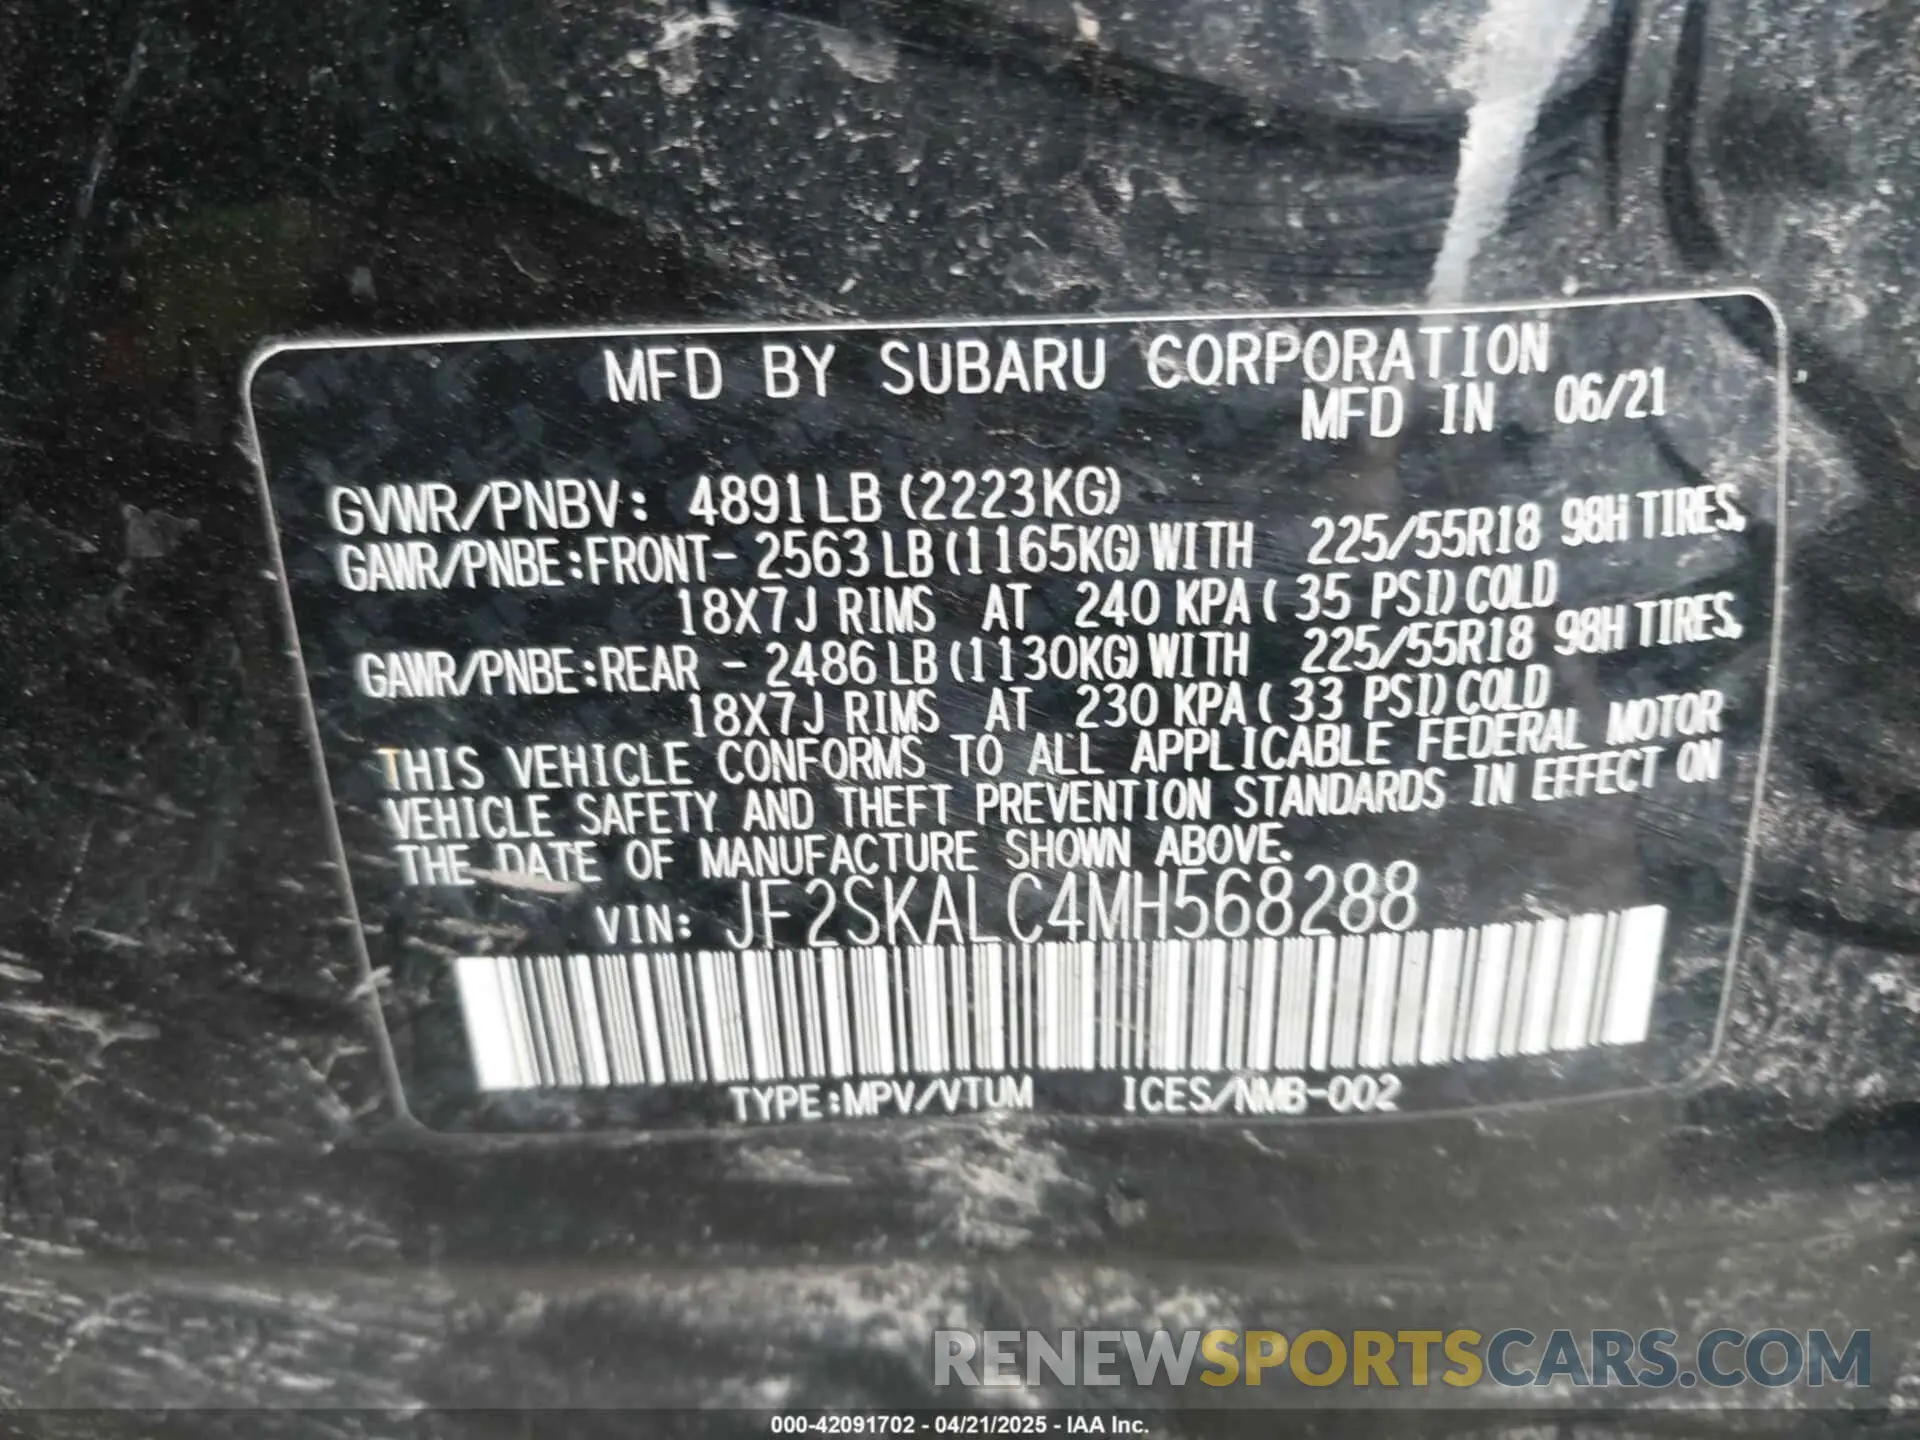 MFD BY SUBARU CORPORATION
MFD IN 06/21
GVWR/PNBV: 4891LB (2223KG)
GAWR/PNBE:FRONT- 2563LB (1165KG) WITH 225/55R18 98H TIRES,
18X7J RIMS AT 240 KPA ( 35 PSI) COLD
GAWR/PNBE:REAR - 2486LB (1130KG) WITH 225/55R18 98H TIRES,
18X7J RIMS AT 230 KPA ( 33 PSI) COLD
THIS VEHICLE CONFORMS TO ALL APPLICABLE FEDERAL MOTOR
VEHICLE SAFETY AND THEFT PREVENTION STANDARDS IN EFFECT ON
THE DATE OF MANUFACTURE SHOWN ABOVE.
VIN: JF2SKALC4MH568288
TYPE:MPV/VTUM ICES/NMB-002
RENEWSPORTSCARS.COM
000-42091702 - 04/21/2025 - IAA Inc.